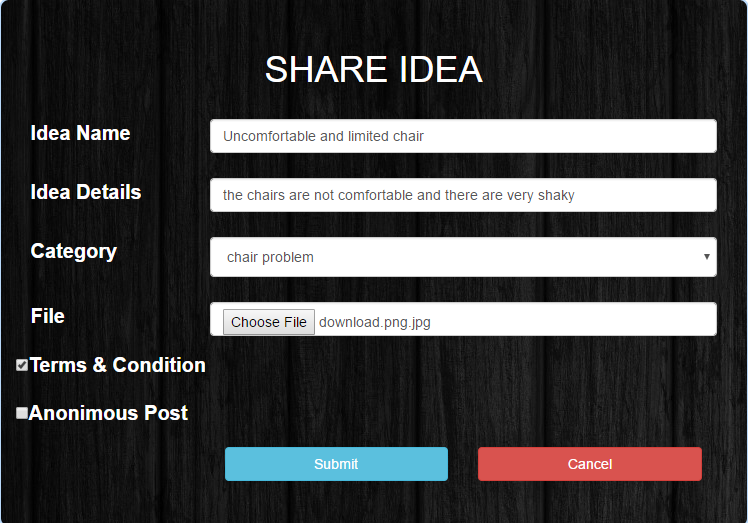 SHARE IDEA
Idea Name
Uncomfortable and limited chair
Idea Details
the chairs are not comfortable and there are very shaky
Category
chair problem
File
Choose File download.png.jpg
Terms & Condition
Anonimous Post
Submit
Cancel